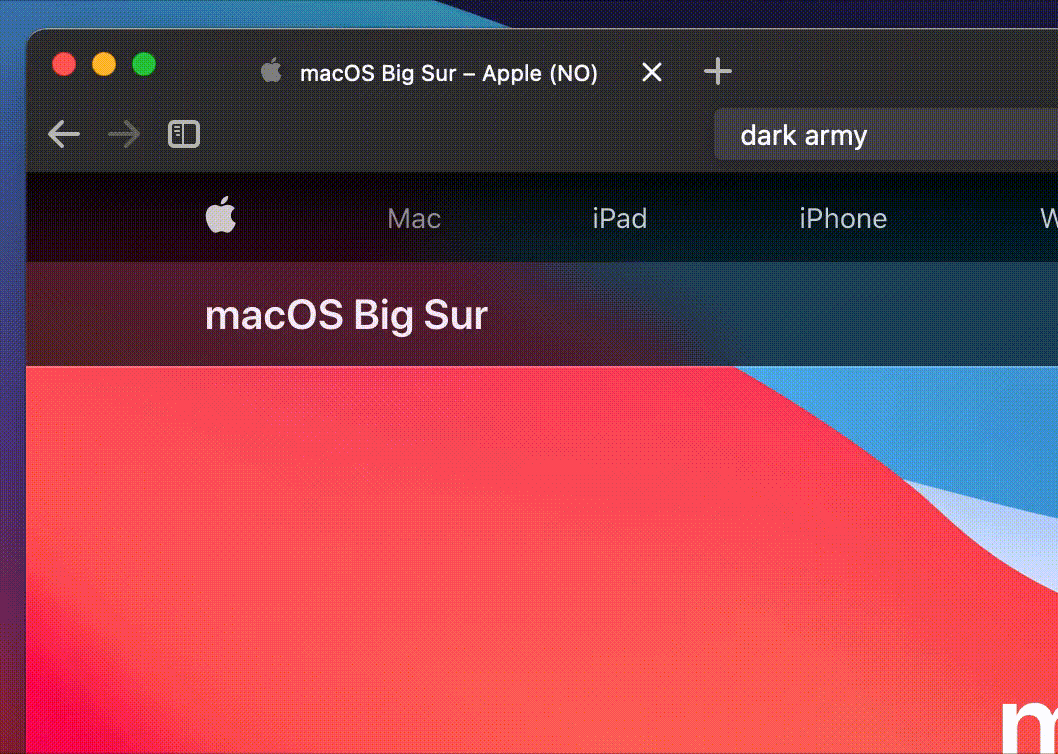 macOS Big Sur – Apple (NO)
dark army
Mac iPad iPhone W
macOS Big Sur
m